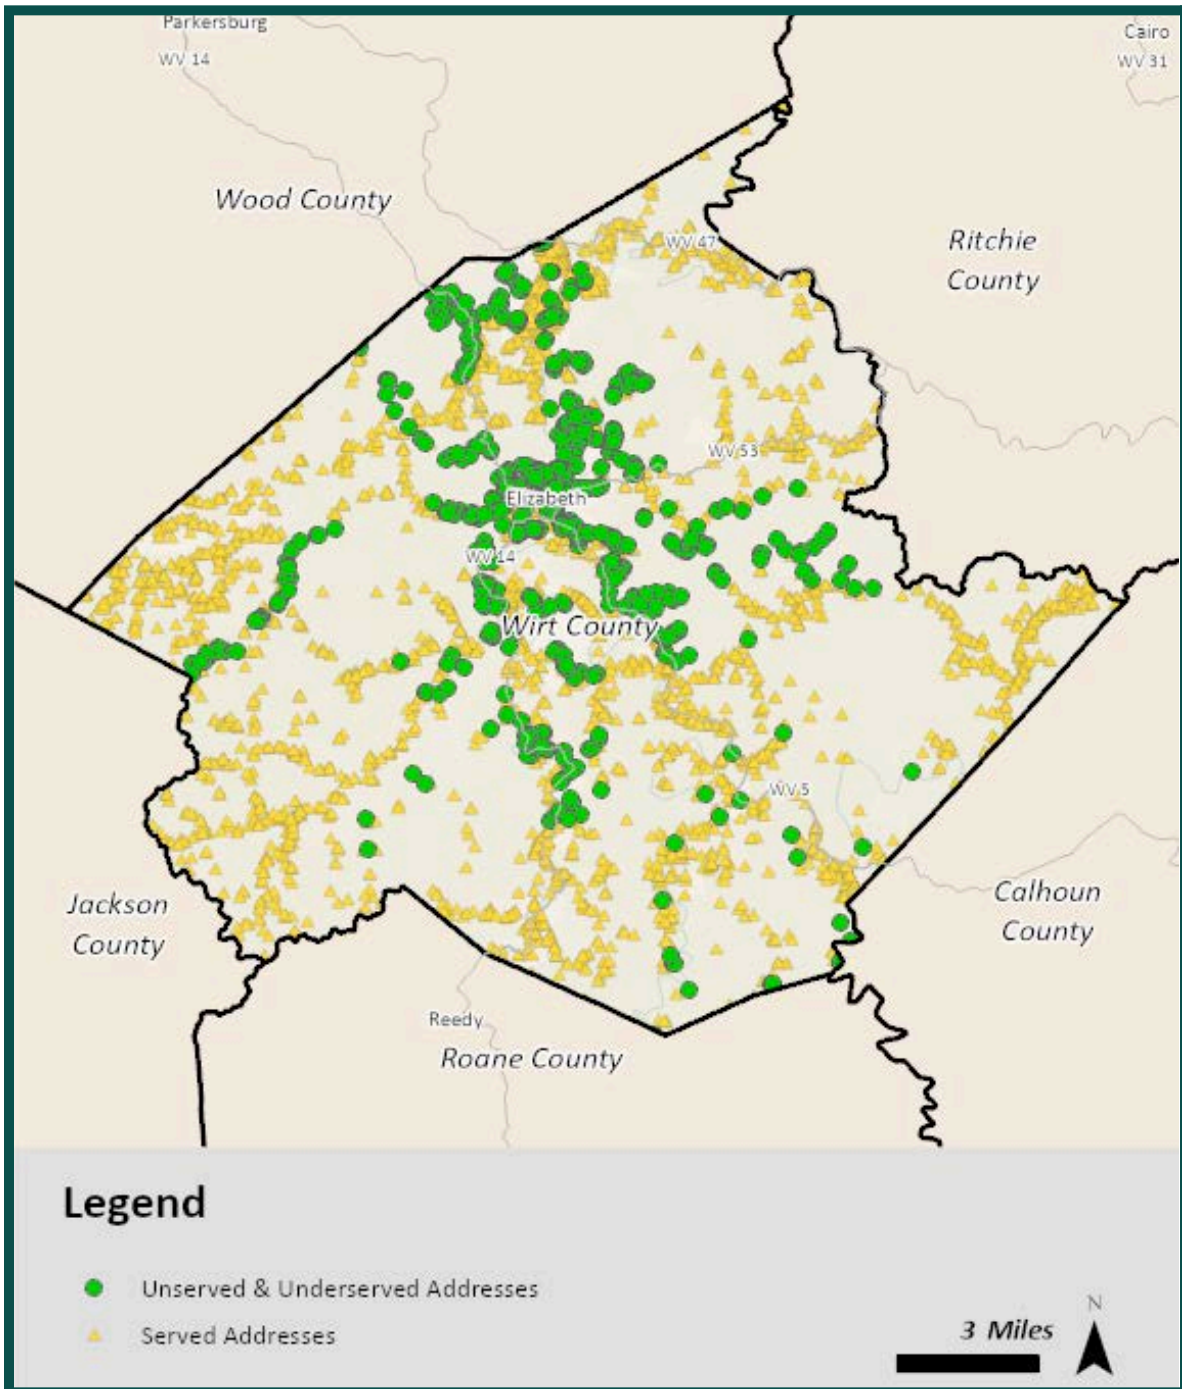 Parkersburg
WV 14
Cairo
WV 31
Wood County
Ritchie
County
WV 47
WV 53
Elizabeth
WV 14
Wirt County
WV 5
Jackson
County
Calhoun
County
Reedy
Roane County
Legend
Unserved & Underserved Addresses
Served Addresses
N
3 Miles